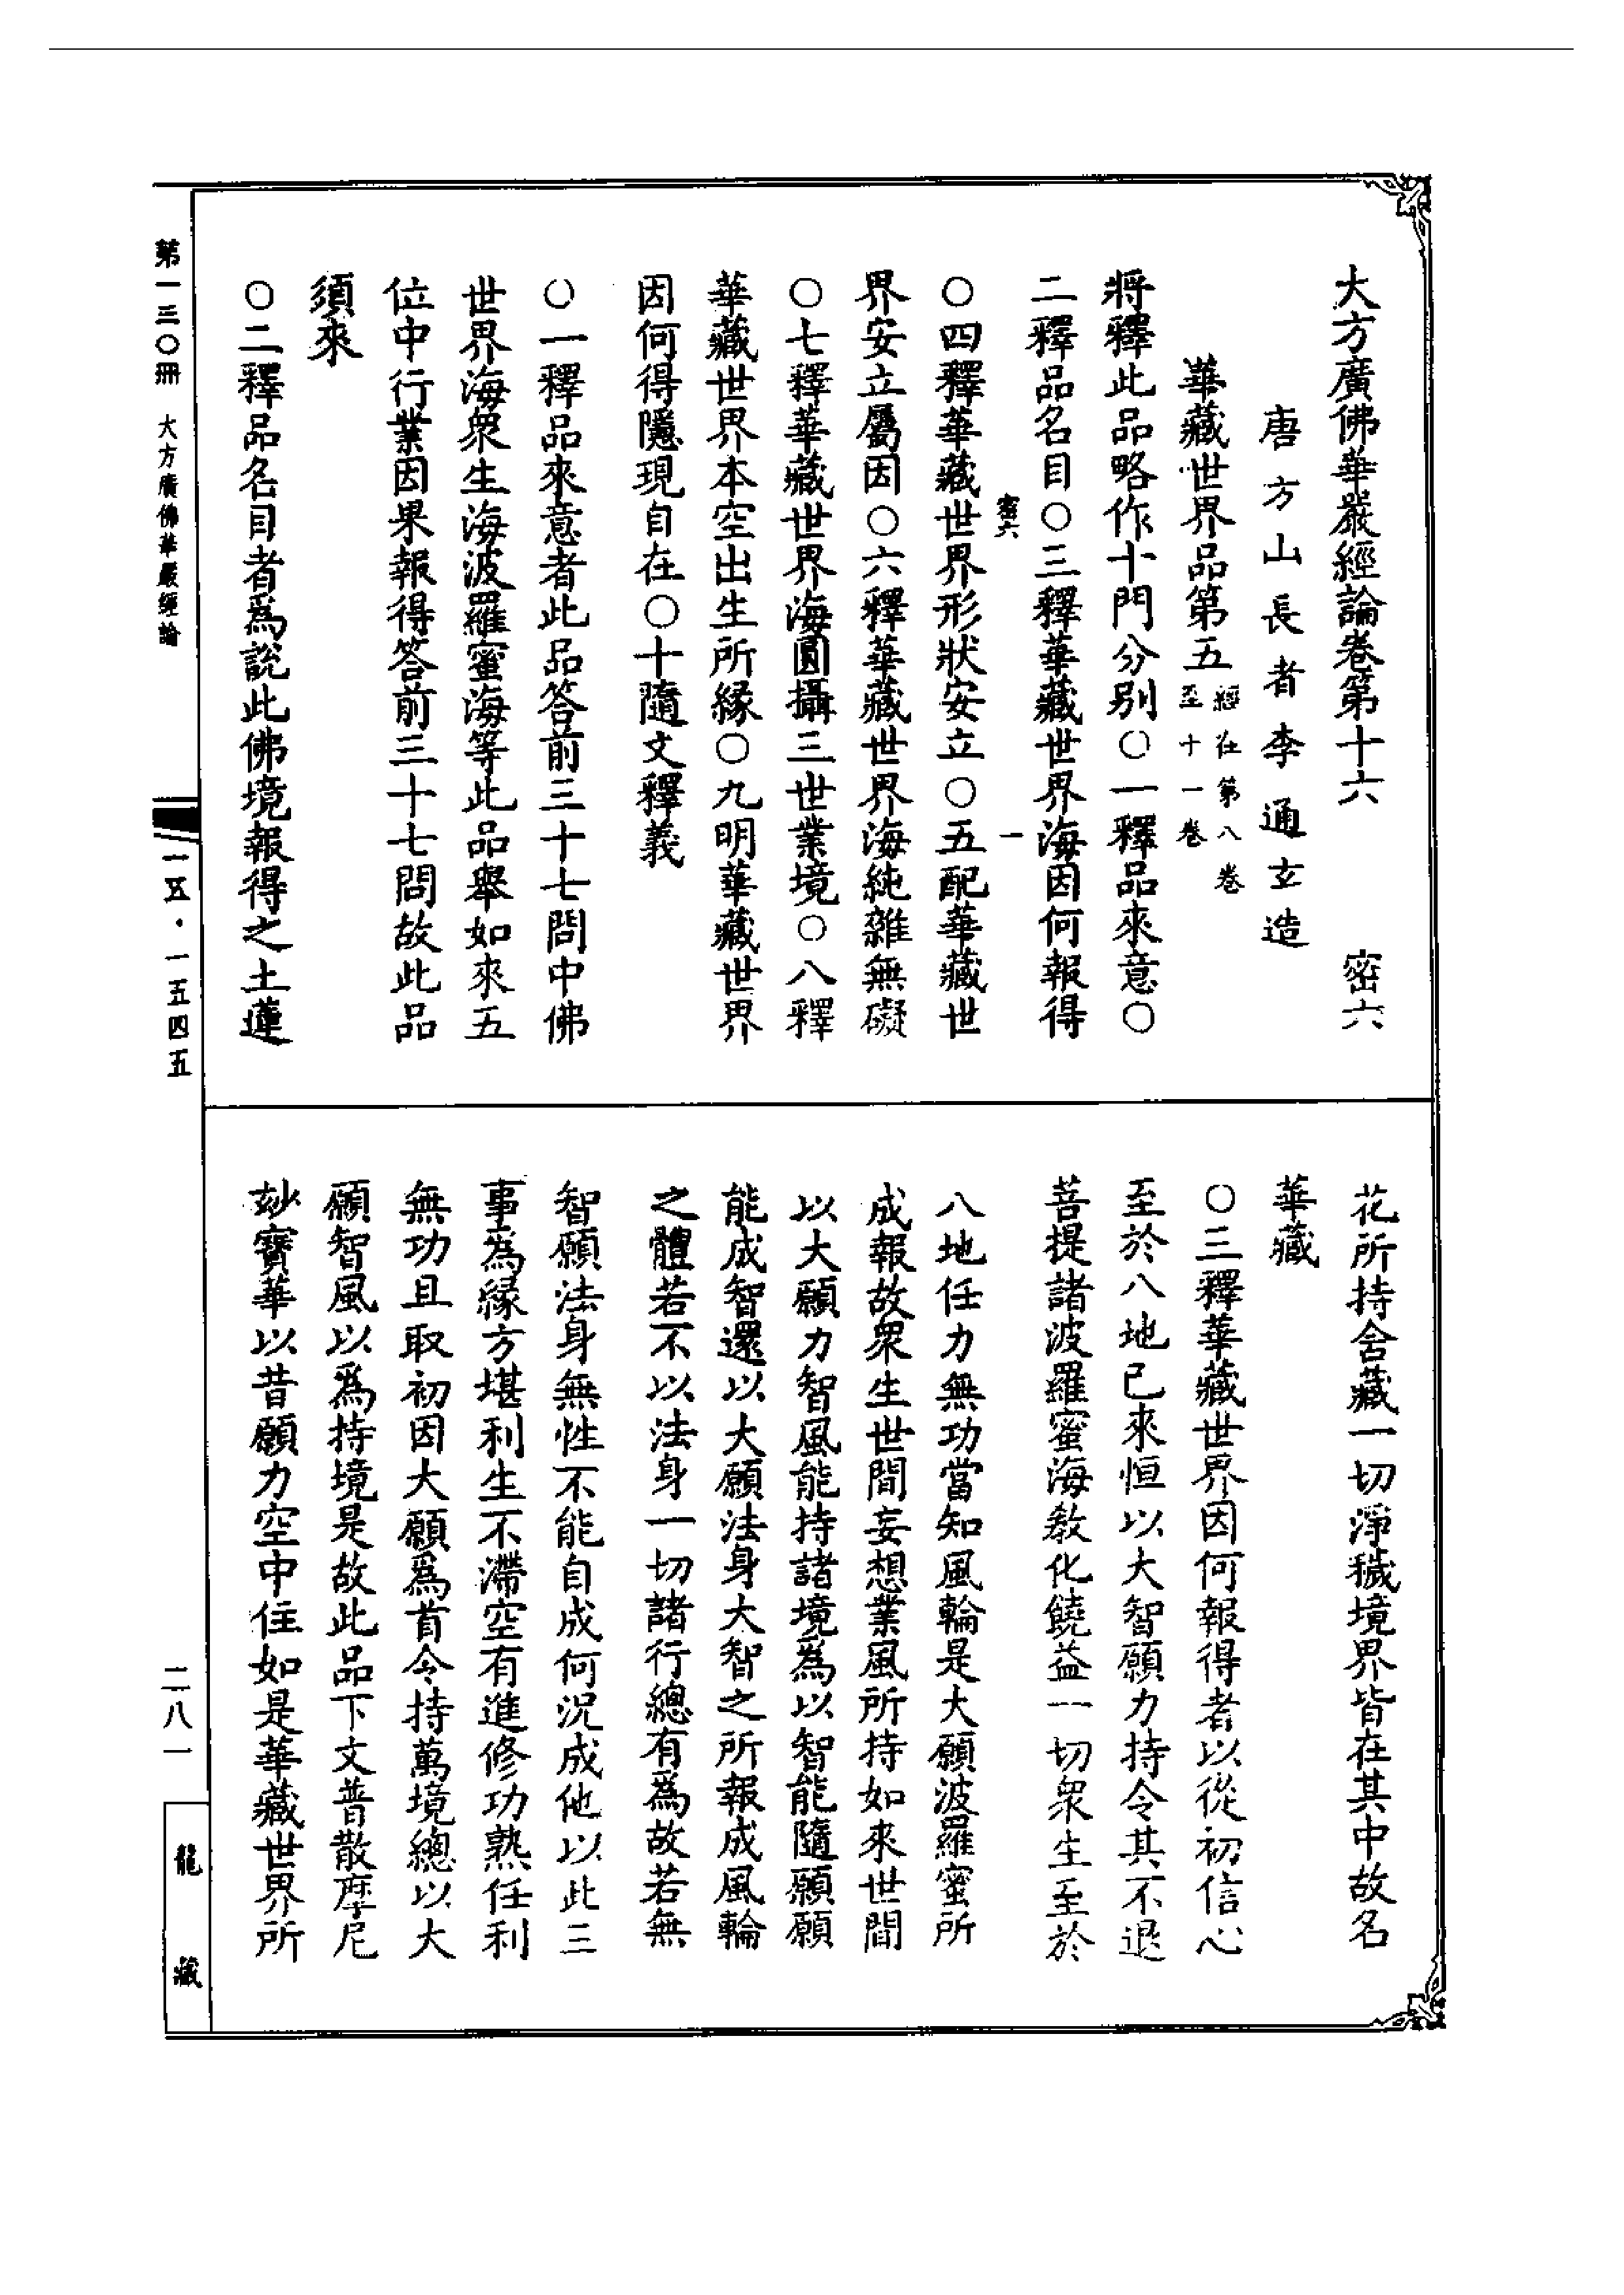 大方廣佛華嚴經論卷第十六　密六
唐方山長者李通玄造
華藏世界品第五經在第八卷至十一卷
將釋此品略作十門分別〇一釋品來意〇
二釋品名目〇三釋華藏世界海因何報得
密六　一
〇四釋華藏世界形狀安立〇五配華藏世
界安立屬因〇六釋華藏世界海純雜無礙
〇七釋華藏世界海圓攝三世業境〇八釋
華藏世界本空出生所緣〇九明華藏世界
因何得隱現自在〇十隨文釋義
〇一釋品來意者此品答前三十七問中佛
世界海衆生海波羅蜜海等此品舉如來五
位中行業因果報得答前三十七問故此品
須來
〇二釋品名目者爲說此佛境報得之土蓮
花所持含藏一切淨穢境界皆在其中故名
華藏
〇三釋華藏世界因何報得者以從初信心
至於八地已來恒以大智願力持令其不退
菩提諸波羅蜜海教化饒益一切衆生至於
八地任力無功當知風輪是大願波羅蜜所
成報故衆生世間妄想業風所持如來世間
以大願力智風能持諸境爲以智能隨願願
能成智還以大願法身大智之所報成風輪
之體若不以法身一切諸行總有爲故若無
智願法身無性不能自成何況成他以此三
事爲緣方堪利生不滯空有進修功熟任利
無功且取初因大願爲首令持萬境總以大
願智風以爲持境是故此品下文普散摩尼
妙寶華以昔願力空中住如是華藏世界所
第一三〇冊　大方廣佛華嚴經論
一五·一五四五
二八一
龍藏